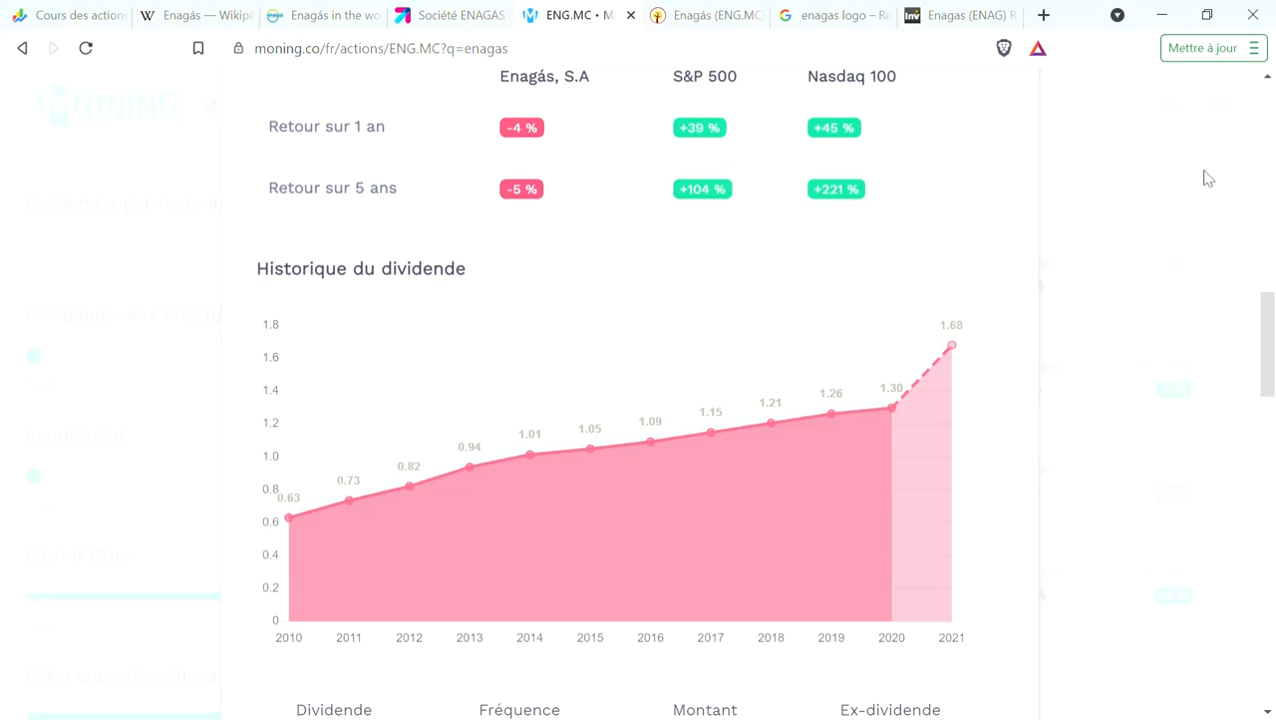 Cours des actions
Enagás — Wikipé
Enagás in the wo
Société ENAGAS
ENG.MC • M
Enagás (ENG.MC)
enagas logo – Re
Enagas (ENAG) R
moning.co/fr/actions/ENG.MC?q=enagas
Mettre à jour
MONING
Enagás, S.A S&P 500 Nasdaq 100
Retour sur 1 an -4 % +39 % +45 %
Retour sur 5 ans -5 % +104 % +221 %
Historique du dividende
1.8
1.6
1.4
1.2
1.0
0.8
0.6
0.4
0.2
0
0.63
0.73
0.82
0.94
1.01
1.05
1.09
1.15
1.21
1.26
1.30
1.68
2010 2011 2012 2013 2014 2015 2016 2017 2018 2019 2020 2021
Dividende Fréquence Montant Ex-dividende
Rendement
Payout Ratio